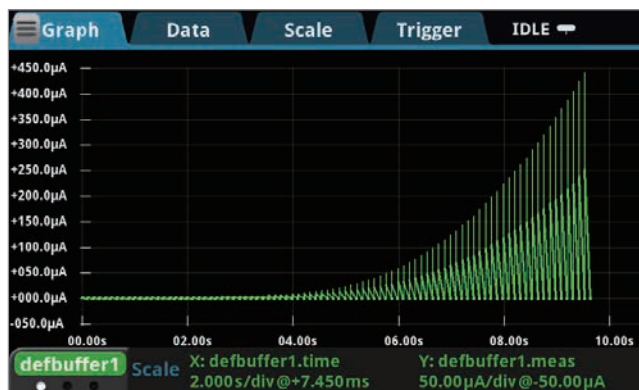 Graph Data Scale Trigger IDLE
+450.0µA
+400.0µA
+350.0µA
+300.0µA
+250.0µA
+200.0µA
+150.0µA
+100.0µA
+050.0µA
+000.0µA
-050.0µA
00.00s 02.00s 04.00s 06.00s 08.00s 10.00s
defbuffer1 Scale X: defbuffer1.time Y: defbuffer1.meas
2.000s/div@+7.450ms 50.00µA/div@-50.00µA